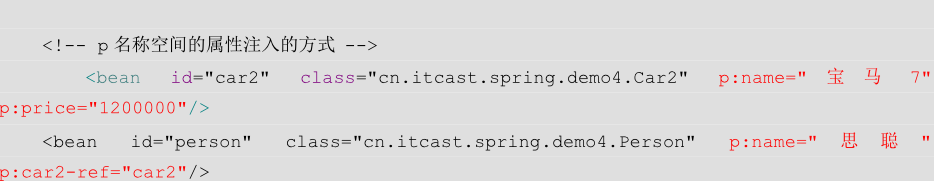 <!-- p 名称空间的属性注入的方式 -->
<bean id="car2" class="cn.itcast.spring.demo4.Car2" p:name=" 宝 马 7"
p:price="1200000"/>
<bean id="person" class="cn.itcast.spring.demo4.Person" p:name=" 思 聪 "
p:car2-ref="car2"/>